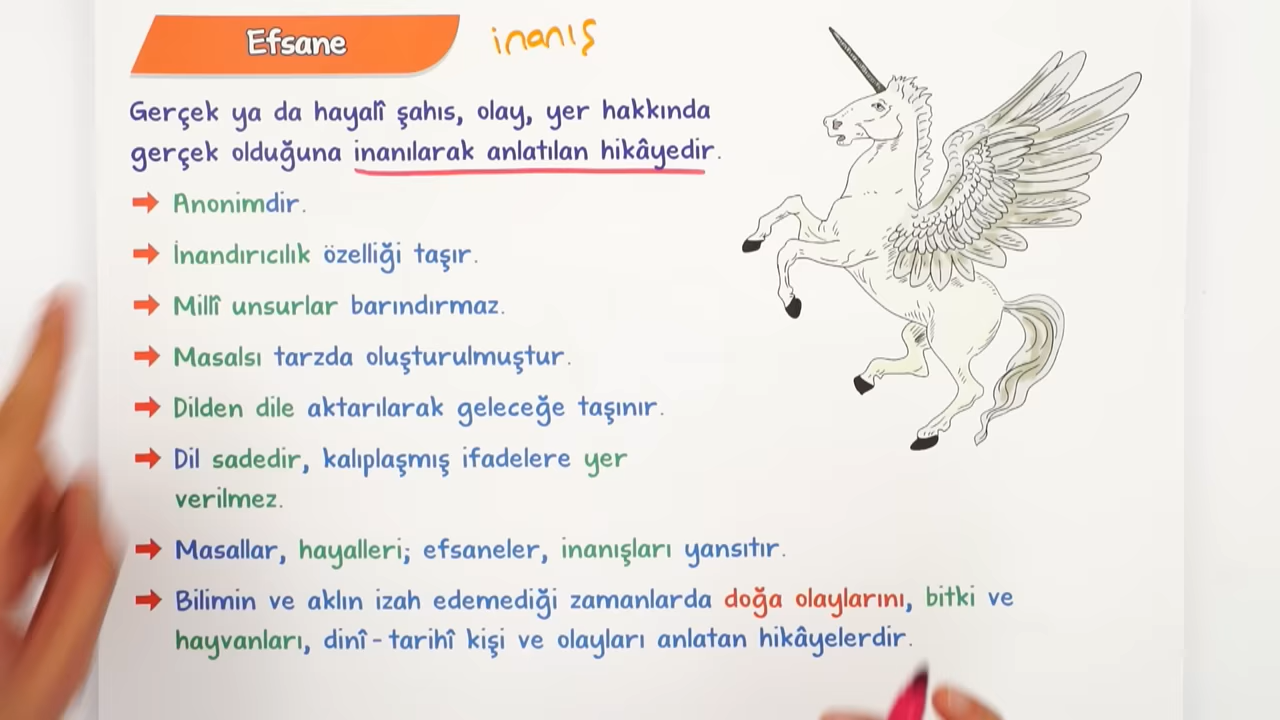 Efsane
inanış
Gerçek ya da hayalî şahıs, olay, yer hakkında
gerçek olduğuna inanılarak anlatılan hikâyedir.
Anonimdir.
İnandırıcılık özelliği taşır.
Millî unsurlar barındırmaz.
Masalsı tarzda oluşturulmuştur.
Dilden dile aktarılarak geleceğe taşınır.
Dil sadedir, kalıplaşmış ifadelere yer
verilmez.
Masallar, hayalleri; efsaneler, inanışları yansıtır.
Bilimin ve aklın izah edemediği zamanlarda doğa olaylarını, bitki ve
hayvanları, dinî-tarihî kişi ve olayları anlatan hikâyelerdir.